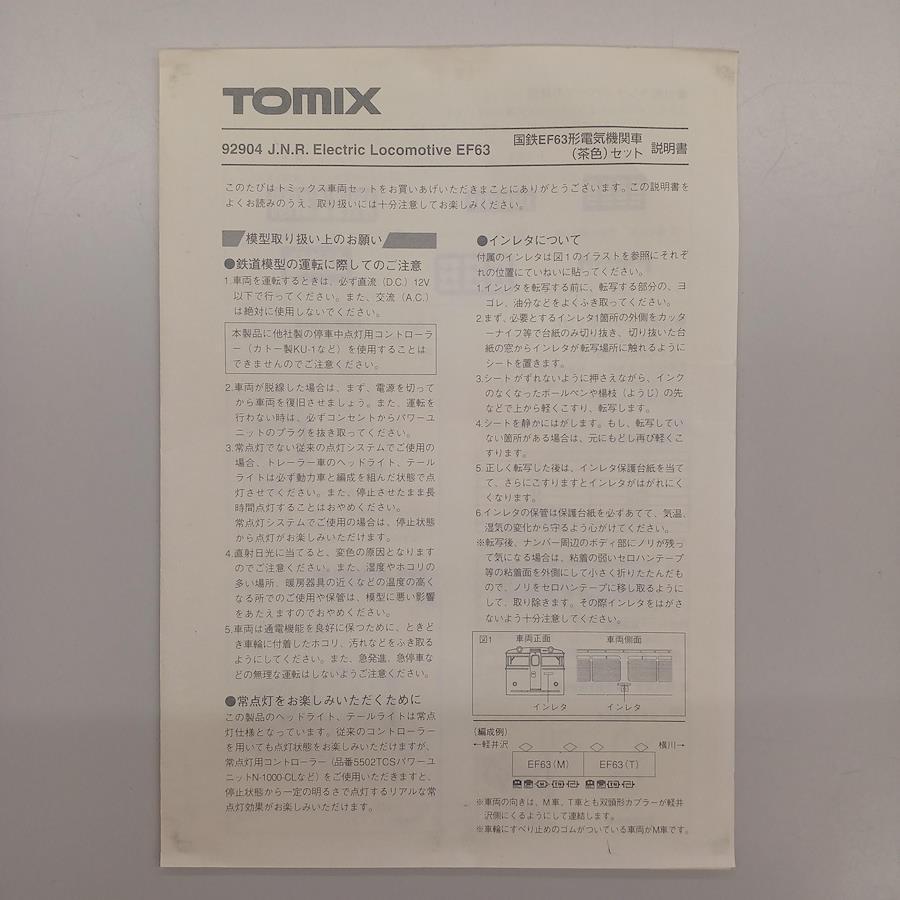 TOMIX
92904 J.N.R. Electric Locomotive EF63
国鉄EF63形電気機関車
(茶色)セット
説明書
このたびはトミックス車両セットをお買いあげいただきまことにありがとうございます。この説明書を
よくお読みのうえ、取り扱いには十分注意してお楽しみください。
模型取り扱い上のお願い
●鉄道模型の運転に際してのご注意
1.車両を運転するときは、必ず直流（D.C.）12V
以下で行ってください。また、交流（A.C.）
は絶対に使用しないでください。
本製品に他社製の停車中点灯用コントローラ
ー（カトー製KU-1など）を使用することは
できませんのでご注意ください。
2.車両が脱線した場合は、まず、電源を切って
から車両を復旧させましょう。また、運転を
行わない時は、必ずコンセントからパワーユ
ニットのプラグを抜き取ってください。
3.常点灯でない従来の点灯システムでご使用の
場合、トレーラー車のヘッドライト、テール
ライトは必ず動力車と編成を組んだ状態で点
灯させてください。また、停止させたまま長
時間点灯することはおやめください。
常点灯システムでご使用の場合は、停止状態
から点灯がお楽しみいただけます。
4.直射日光に当てると、変色の原因となります
のでご注意ください。また、湿度やホコリの
多い場所、暖房器具の近くなどの温度の高く
なる所でのご使用や保管は、模型に悪い影響
をあたえますのでおやめください。
5.車両は通電機能を良好に保つために、ときど
き車輪に付着したホコリ、汚れなどをふき取る
ようにしてください。また、急発進、急停車な
どの無理な運転はしないようご注意ください。
●常点灯をお楽しみいただくために
この製品のヘッドライト、テールライトは常点
灯仕様となっています。従来のコントローラー
を用いても点灯状態をお楽しみいただけますが、
常点灯用コントローラー（品番5502TCSパワーユ
ニットN-1000-CLなど）をご使用いただきますと、
停止状態から一定の明るさで点灯するリアルな常
点灯効果がお楽しみいただけます。
●インレタについて
付属のインレタは図1のイラストを参照にそれぞ
れの位置にていねいに貼ってください。
1.インレタを転写する前に、転写する部分の、ヨ
ゴレ、油分などをよくふき取ってください。
2.まず、必要とするインレタ1箇所の外側をカッタ
ーナイフ等で台紙のみ切り抜き、切り抜いた台
紙の窓からインレタが転写場所に触れるように
シートを置きます。
3.シートがずれないように押さえながら、インク
のなくなったボールペンや楊枝（ようじ）の先
などで上から軽くこすり、転写します。
4.シートを静かにはがします。もし、転写してい
ない箇所がある場合は、元にもどし再び軽くこ
すります。
5.正しく転写した後は、インレタ保護台紙を当て
て、さらにこすりますとインレタがはがれにく
くなります。
6.インレタの保管は保護台紙を必ずあてて、気温、
湿気の変化から守るよう心がけてください。
※転写後、ナンバー周辺のボディ部にノリが残っ
て気になる場合は、粘着の弱いセロハンテープ
等の粘着面を外側にして小さく折りたたんだも
ので、ノリをセロハンテープに移し取るように
して、取り除きます。その際インレタをはがさ
ないよう十分注意してください。
図1
車両正面
車両側面
インレタ
インレタ
(編成例)
←軽井沢
横川→
EF63(M)
EF63(T)
※車両の向きは、M車、T車とも双頭形カプラーが軽井
沢側にくるようにして連結します。
※車輪にすべり止めのゴムがついている車両がM車です。